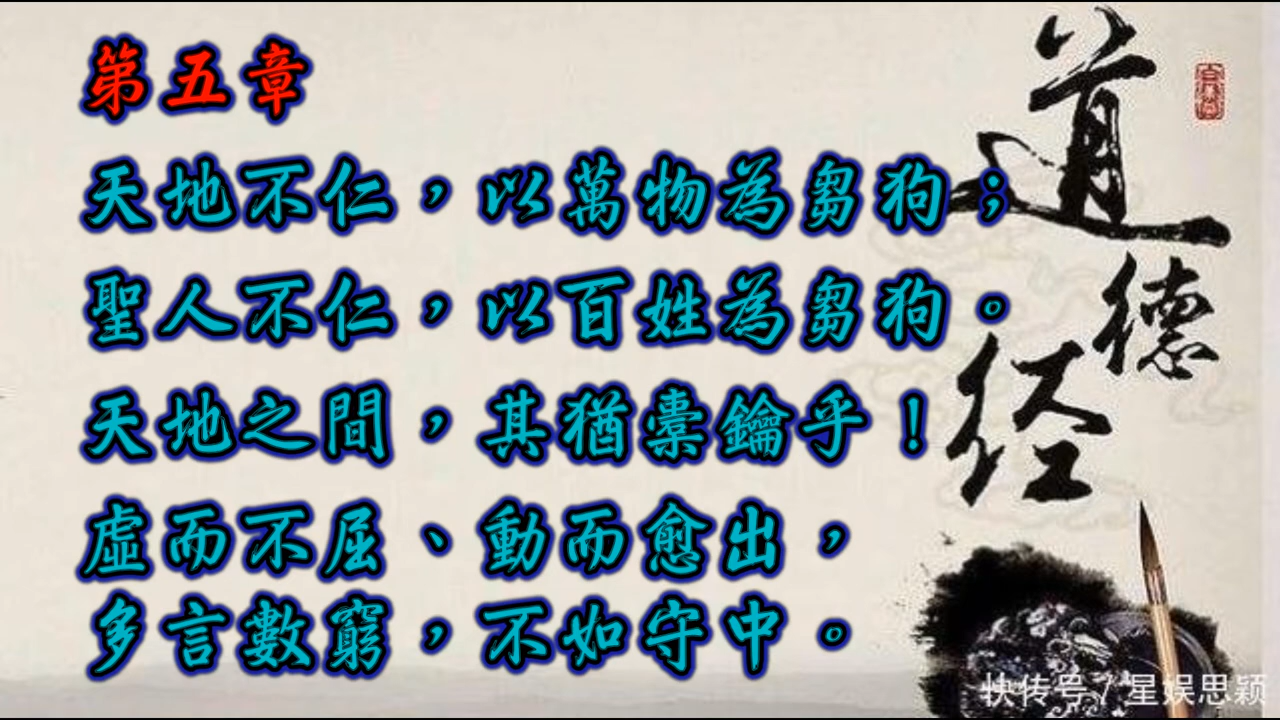 第五章
天地不仁，以萬物為芻狗；
聖人不仁，以百姓為芻狗。
天地之間，其猶橐鑰乎！
虛而不屈、動而愈出，
多言數窮，不如守中。
道德经
快传号 / 星娱思颖